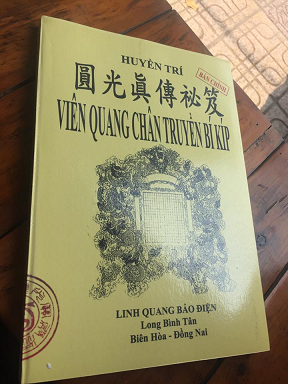 HUYỀN TRÍ
BẢN CHÍNH
圓光眞傳祕笈
VIÊN QUANG CHÂN TRUYỀN BÍ KÍP
LINH QUANG BẢO ĐIỆN
Long Bình Tân
Biên Hòa - Đồng Nai